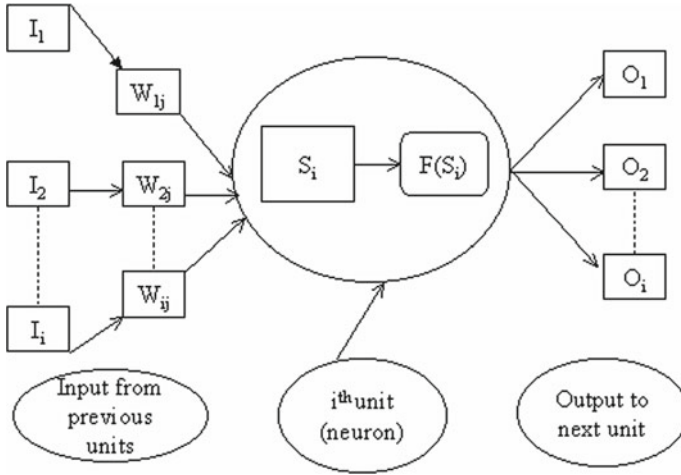 I₁
W₁ⱼ
O₁
I₂
W₂ⱼ
Sᵢ
F(Sᵢ)
O₂
Wᵢⱼ
Oᵢ
Iᵢ
Input from
previous
units
iᵗʰ unit
(neuron)
Output to
next unit